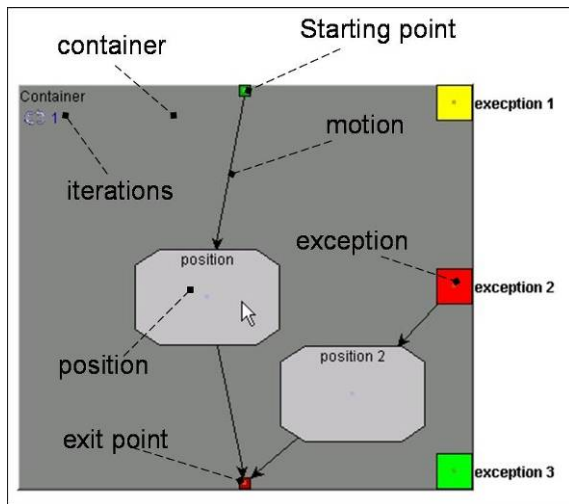 Starting point
container
Container
1
execption 1
motion
iterations
exception
position
execption 2
position
position 2
exit point
execption 3